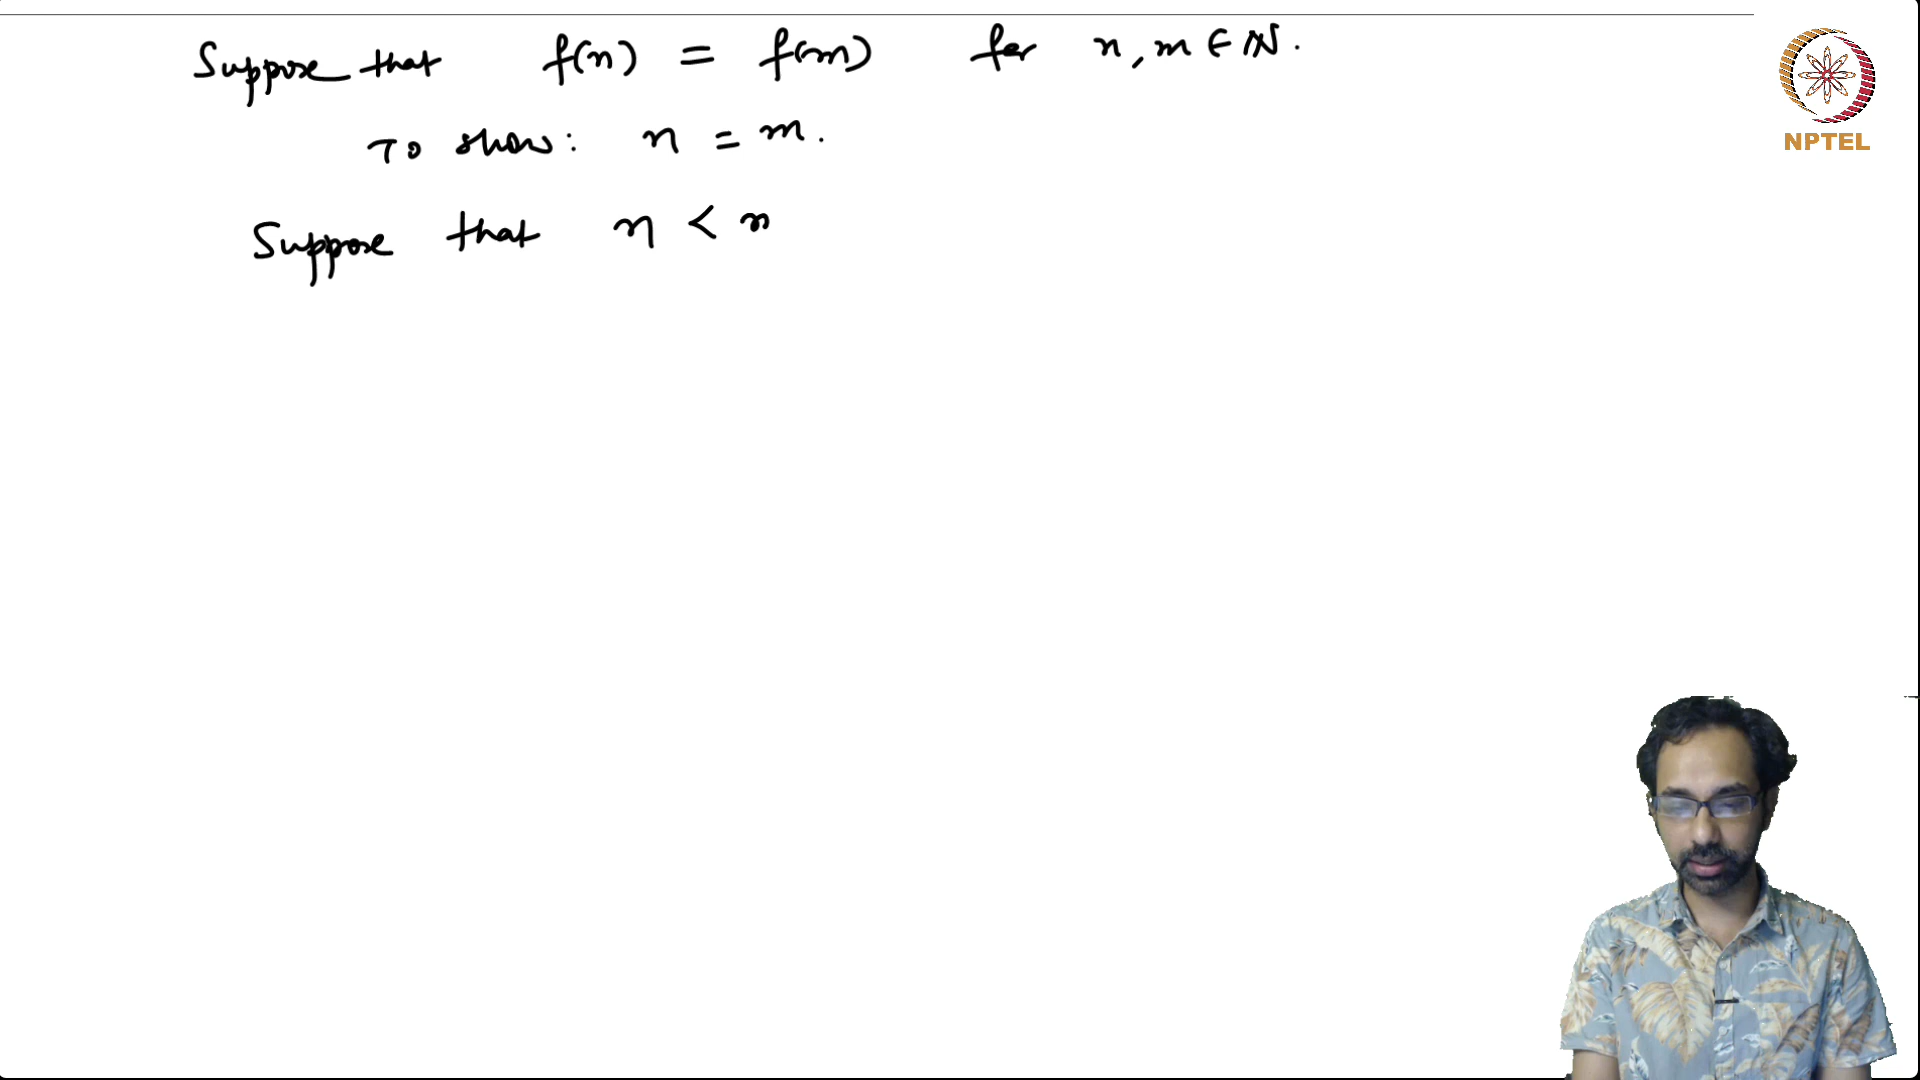 Suppose that f(n) = f(m) for n, m ∈ ℕ.
NPTEL
To show: n = m.
Suppose that n < n